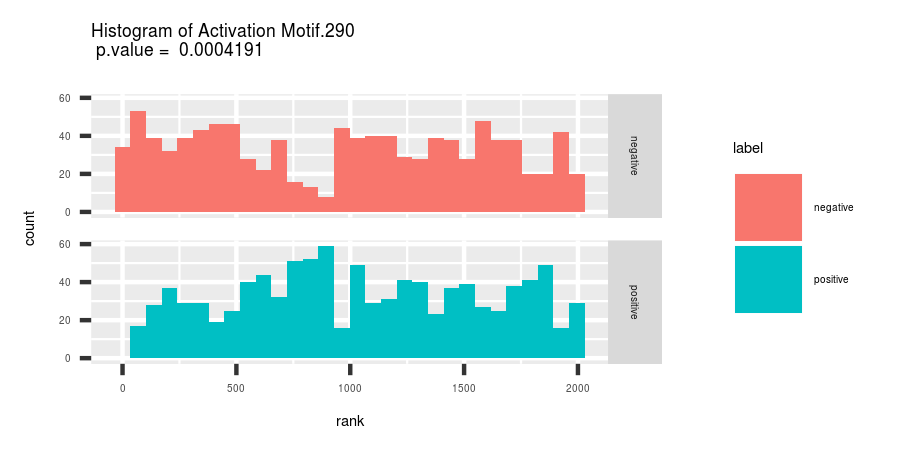 Histogram of Activation Motif.290
p.value = 0.0004191
60
40
20
0
negative
count
60
40
20
0
positive
0 500 1000 1500 2000
rank
label
negative
positive